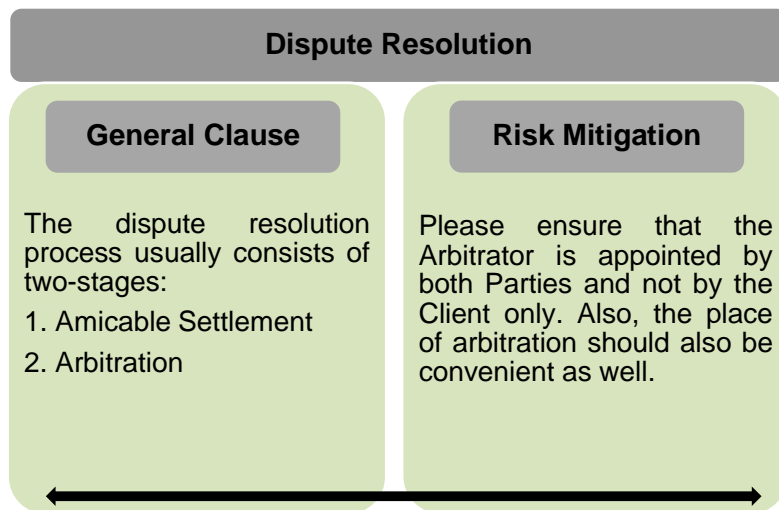 Dispute Resolution
General Clause
The dispute resolution
process usually consists of
two-stages:
1. Amicable Settlement
2. Arbitration
Risk Mitigation
Please ensure that the
Arbitrator is appointed by
both Parties and not by the
Client only. Also, the place
of arbitration should also be
convenient as well.